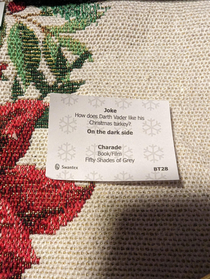 Joke
How does Darth Vader like his
Christmas turkey?
On the dark side
Charade
Book/Film
Fifty Shades of Grey
Swantex
BT28